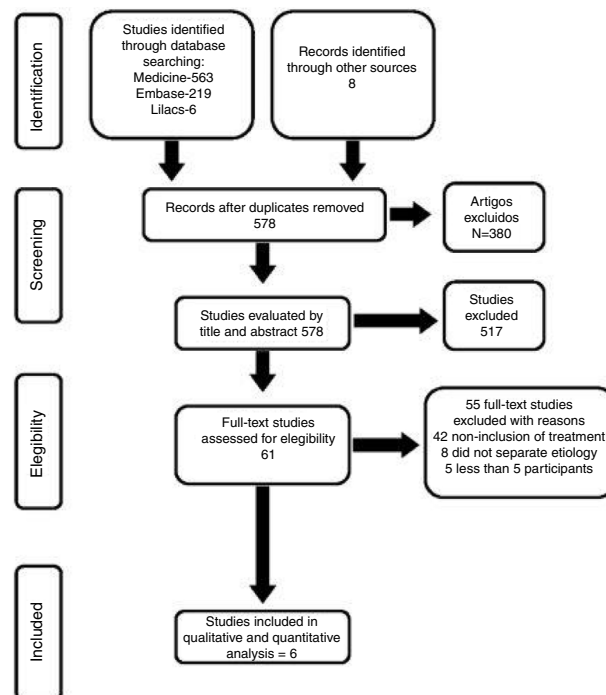 Identification
Studies identified
through database
searching:
Medicine-563
Embase-219
Lilacs-6
Records identified
through other sources
8
Screening
Records after duplicates removed
578
Artigos
excluidos
N=380
Studies evaluated by
title and abstract 578
Studies
excluded
517
Elegibility
Full-text studies
assessed for elegibility
61
55 full-text studies
excluded with reasons
42 non-inclusion of treatment
8 did not separate etiology
5 less than 5 participants
Included
Studies included in
qualitative and quantitative
analysis = 6